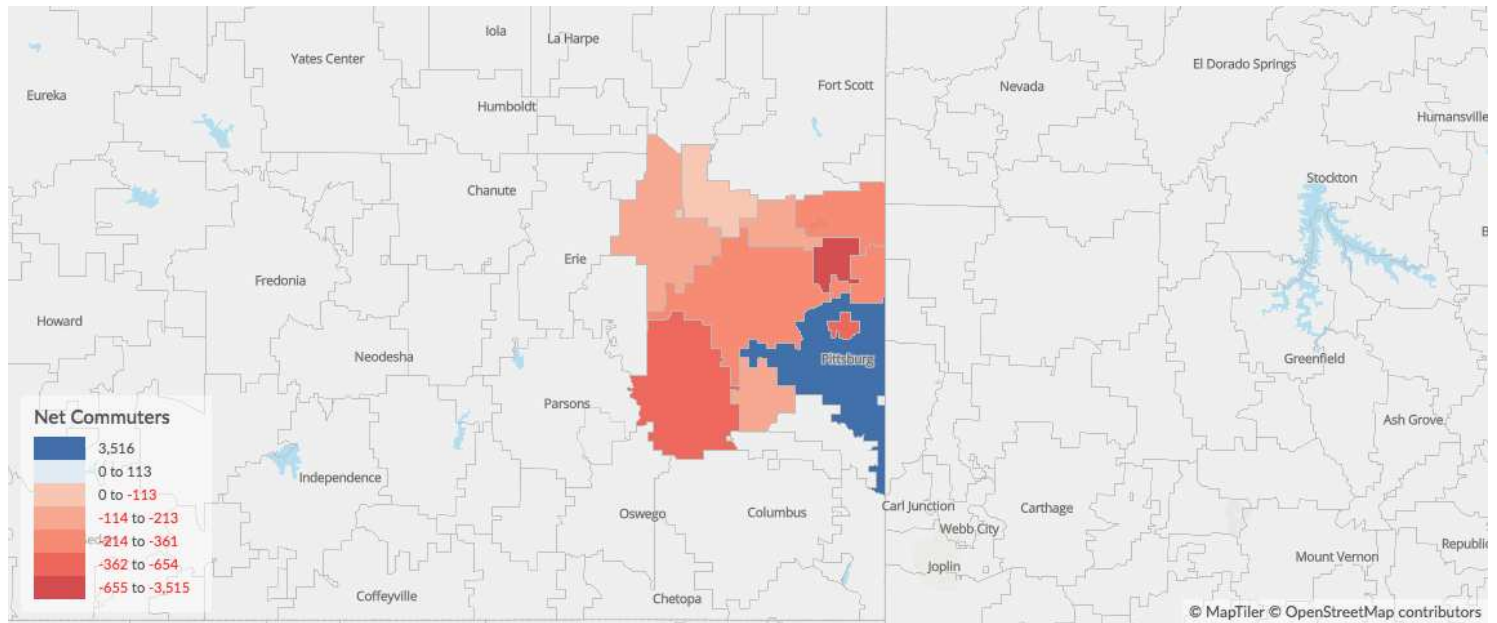 Iola
La Harpe
Yates Center
El Dorado Springs
Eureka
Fort Scott
Nevada
Humboldt
Humansville
Chanute
Stockton
Erie
Fredonia
Howard
Neodesha
Pittsburg
Greenfield
Parsons
Ash Grove
Net Commuters
3,516
0 to 113
0 to -113
-114 to -213
-214 to -361
-362 to -654
-655 to -3,515
Independence
Oswego
Columbus
Carl Junction
Carthage
Webb City
Republic
Mount Vernon
Joplin
Coffeyville
Chetopa
© MapTiler © OpenStreetMap contributors